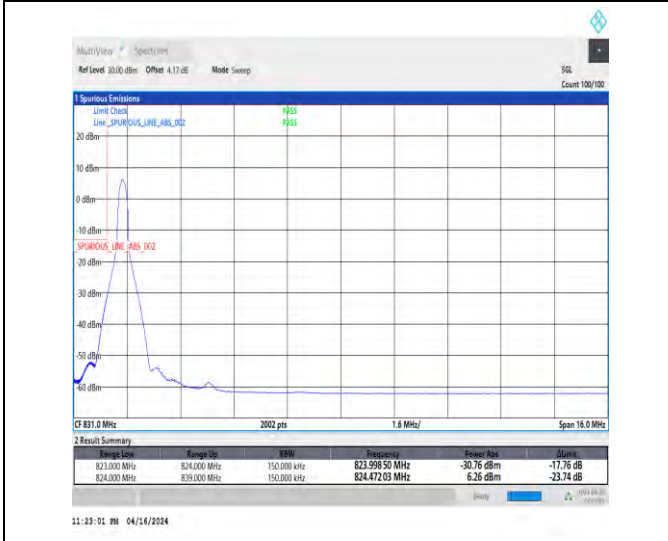 MultiView Spectrum
Ref Level 30.00 dBm Offset 4.17 dB Mode Sweep SGL
Count 100/100
1 Spurious Emissions
Limit Check PASS
Line _SPURIOUS_LINE_ABS_002 PASS
20 dBm
10 dBm
0 dBm
-10 dBm
_SPURIOUS_LINE_ABS_002
-20 dBm
-30 dBm
-40 dBm
-50 dBm
-60 dBm
CF 831.0 MHz 2002 pts 1.6 MHz/ Span 16.0 MHz
2 Result Summary
Range Low Range Up RBW Frequency Power Abs ΔLimit
823.000 MHz 824.000 MHz 150.000 kHz 823.99850 MHz -30.76 dBm -17.76 dB
824.000 MHz 839.000 MHz 150.000 kHz 824.47203 MHz 6.26 dBm -23.74 dB
Ready
11:23:01 PM 04/16/2024